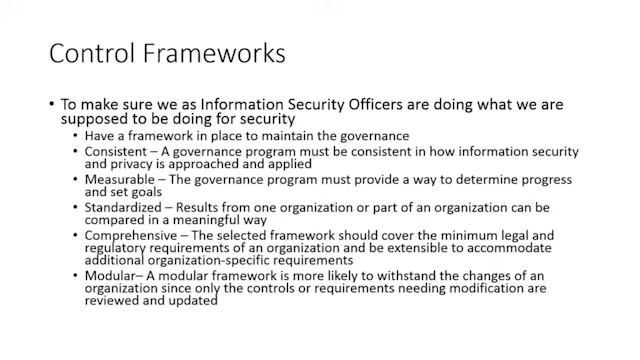 Control Frameworks
• To make sure we as Information Security Officers are doing what we are
supposed to be doing for security
• Have a framework in place to maintain the governance
• Consistent – A governance program must be consistent in how information security
and privacy is approached and applied
• Measurable – The governance program must provide a way to determine progress
and set goals
• Standardized – Results from one organization or part of an organization can be
compared in a meaningful way
• Comprehensive – The selected framework should cover the minimum legal and
regulatory requirements of an organization and be extensible to accommodate
additional organization-specific requirements
• Modular– A modular framework is more likely to withstand the changes of an
organization since only the controls or requirements needing modification are
reviewed and updated